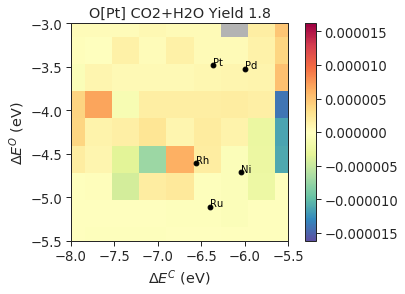 O[Pt] CO2+H2O Yield 1.8
−3.0
−3.5
−4.0
−4.5
−5.0
−5.5
ΔE^O (eV)
Pt
Pd
Rh
Ni
Ru
−8.0 −7.5 −7.0 −6.5 −6.0 −5.5
ΔE^C (eV)
0.000015
0.000010
0.000005
0.000000
−0.000005
−0.000010
−0.000015